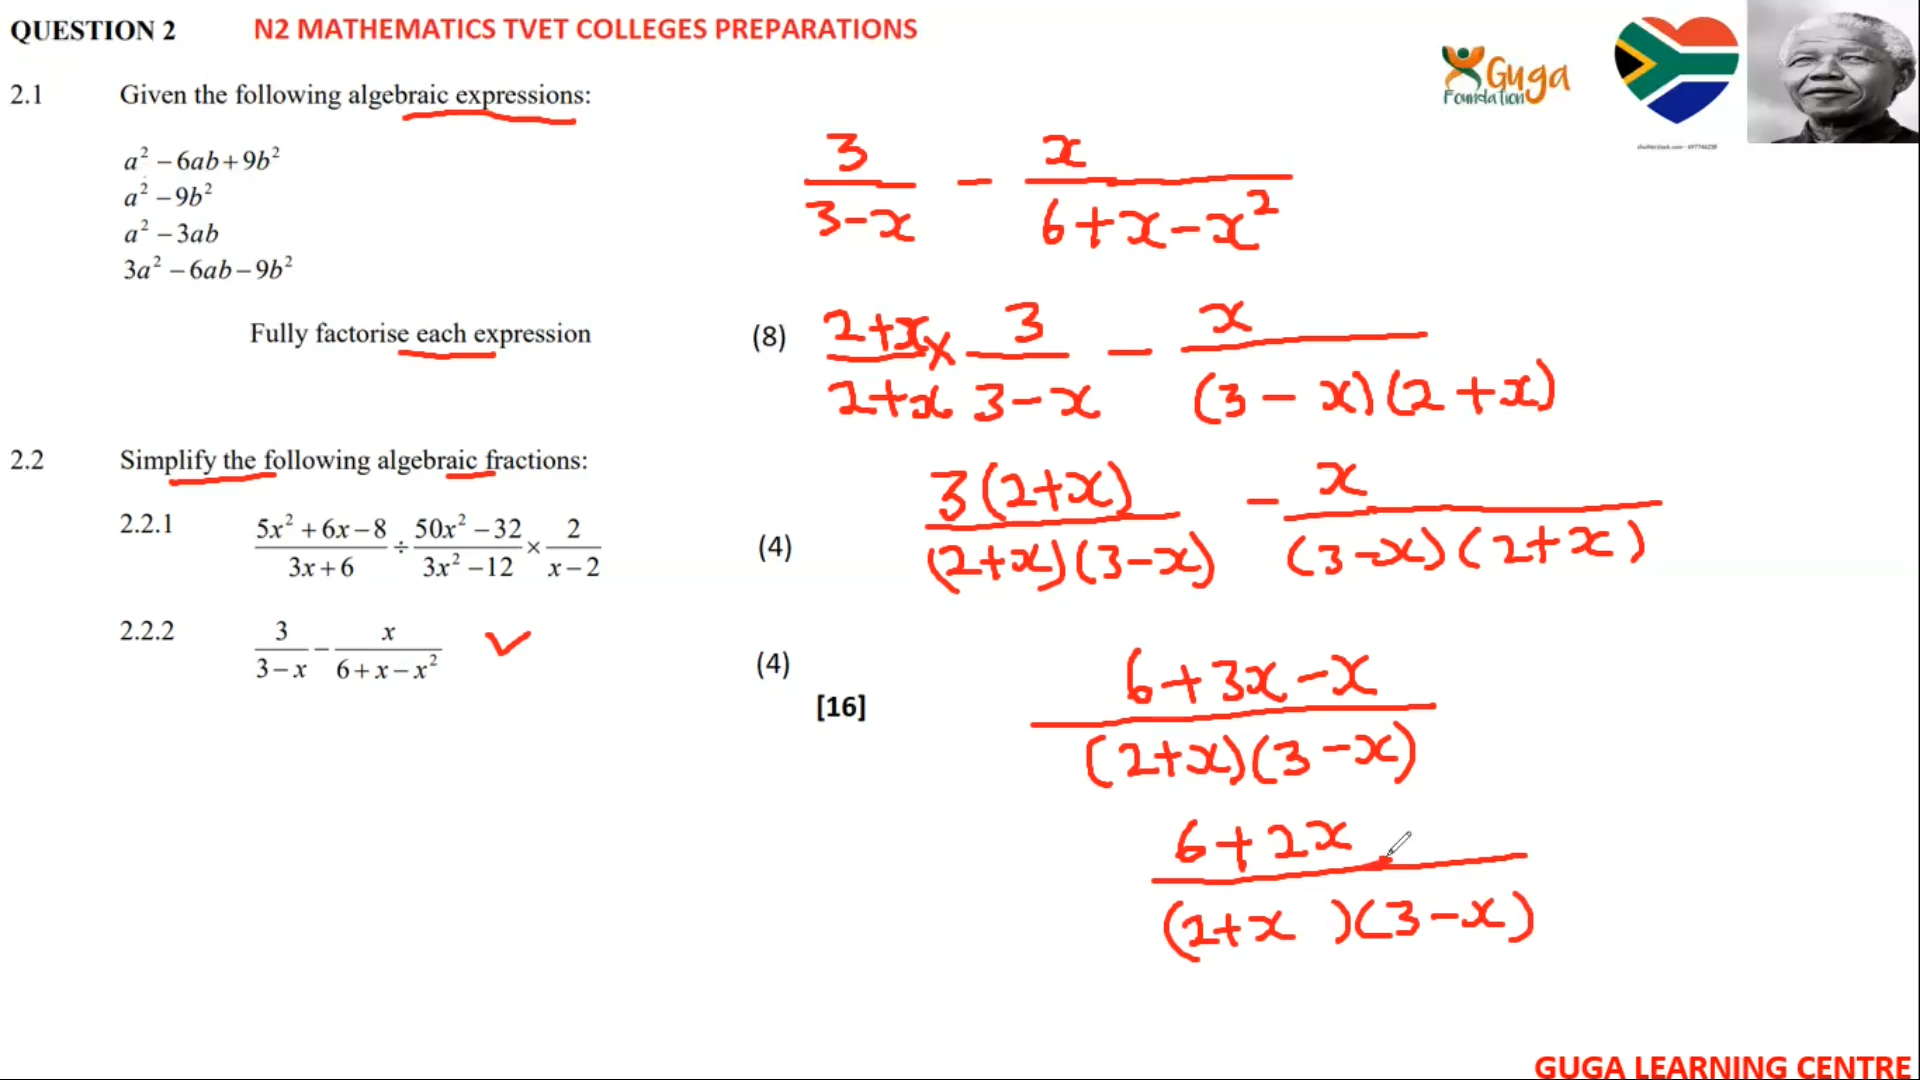 QUESTION 2 N2 MATHEMATICS TVET COLLEGES PREPARATIONS
Guga
Foundation
2.1 Given the following algebraic expressions:
a² − 6ab + 9b²
a² − 9b²
a² − 3ab
3a² − 6ab − 9b²
Fully factorise each expression (8)
2.2 Simplify the following algebraic fractions:
2.2.1 (5x² + 6x − 8)/(3x + 6) ÷ (50x² − 32)/(3x² − 12) × 2/(x − 2) (4)
2.2.2 3/(3 − x) − x/(6 + x − x²) (4)
[16]
3/(3 − x) − x/(6 + x − x²)
(2 + x)/(2 + x) × 3/(3 − x) − x/((3 − x)(2 + x))
3(2 + x)/((2 + x)(3 − x)) − x/((3 − x)(2 + x))
(6 + 3x − x)/((2 + x)(3 − x))
(6 + 2x)/((2 + x)(3 − x))
GUGA LEARNING CENTRE